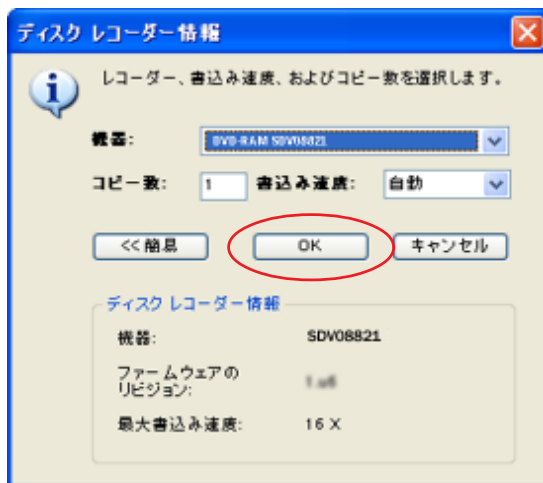 ディスク レコーダー情報
レコーダー、書込み速度、およびコピー数を選択します。
機器: DVD-RAM SDV08821
コピー数: 1 書込み速度: 自動
<< 簡易 OK キャンセル
ディスク レコーダー情報
機器: SDV08821
ファームウェアの
リビジョン:
最大書込み速度: 16 X